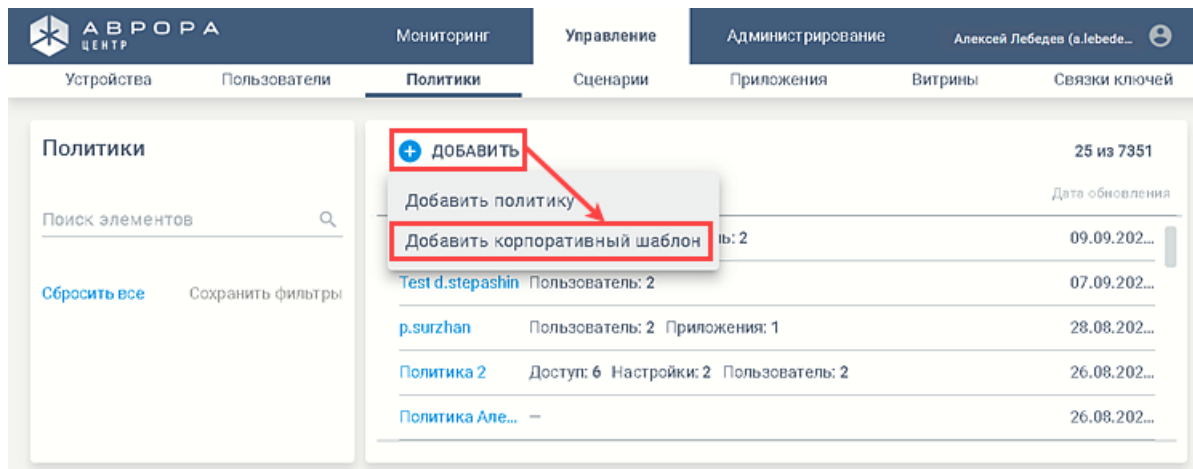 АВРОРА
ЦЕНТР
Мониторинг Управление Администрирование Алексей Лебедев (a.lebede...
Устройства Пользователи Политики Сценарии Приложения Витрины Связки ключей
Политики
Поиск элементов
Сбросить все Сохранить фильтры
ДОБАВИТЬ 25 из 7351
Дата обновления
Добавить политику
Добавить корпоративный шаблон ль: 2 09.09.202...
Test d.stepashin Пользователь: 2 07.09.202...
p.surzhan Пользователь: 2 Приложения: 1 28.08.202...
Политика 2 Доступ: 6 Настройки: 2 Пользователь: 2 26.08.202...
Политика Але... — 26.08.202...